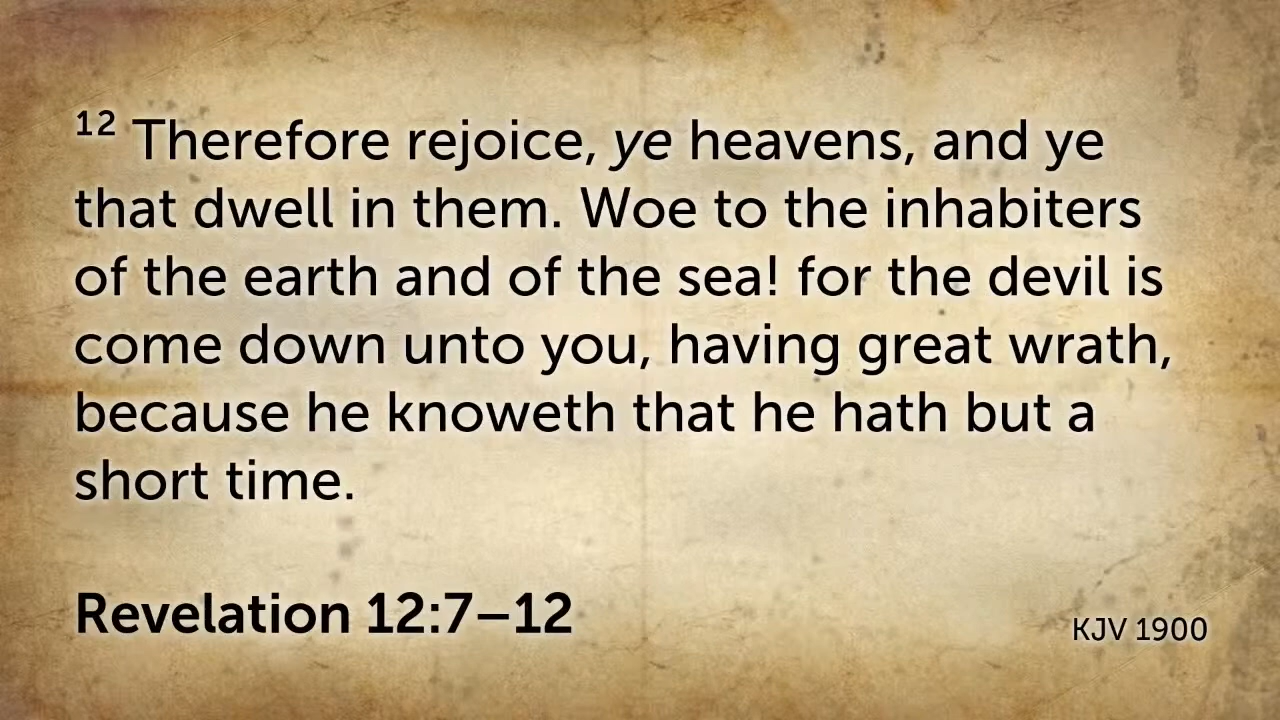 12 Therefore rejoice, ye heavens, and ye
that dwell in them. Woe to the inhabiters
of the earth and of the sea! for the devil is
come down unto you, having great wrath,
because he knoweth that he hath but a
short time.
Revelation 12:7–12
KJV 1900